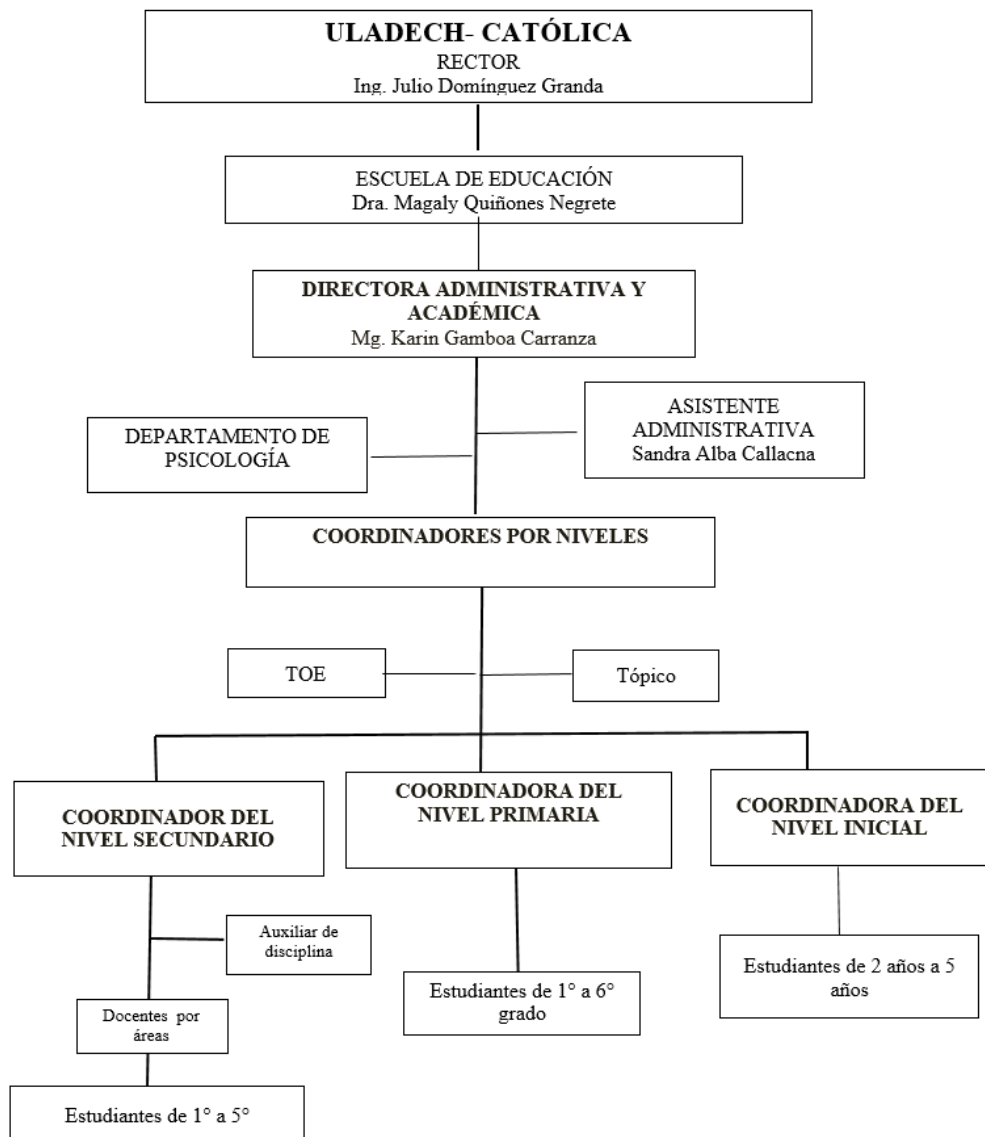 ULADECH- CATÓLICA
RECTOR
Ing. Julio Domínguez Granda
ESCUELA DE EDUCACIÓN
Dra. Magaly Quiñones Negrete
DIRECTORA ADMINISTRATIVA Y
ACADÉMICA
Mg. Karin Gamboa Carranza
DEPARTAMENTO DE
PSICOLOGÍA
ASISTENTE
ADMINISTRATIVA
Sandra Alba Callacna
COORDINADORES POR NIVELES
TOE
Tópico
COORDINADOR DEL
NIVEL SECUNDARIO
COORDINADORA DEL
NIVEL PRIMARIA
COORDINADORA DEL
NIVEL INICIAL
Auxiliar de
disciplina
Docentes por
áreas
Estudiantes de 1° a 5°
Estudiantes de 1° a 6°
grado
Estudiantes de 2 años a 5
años